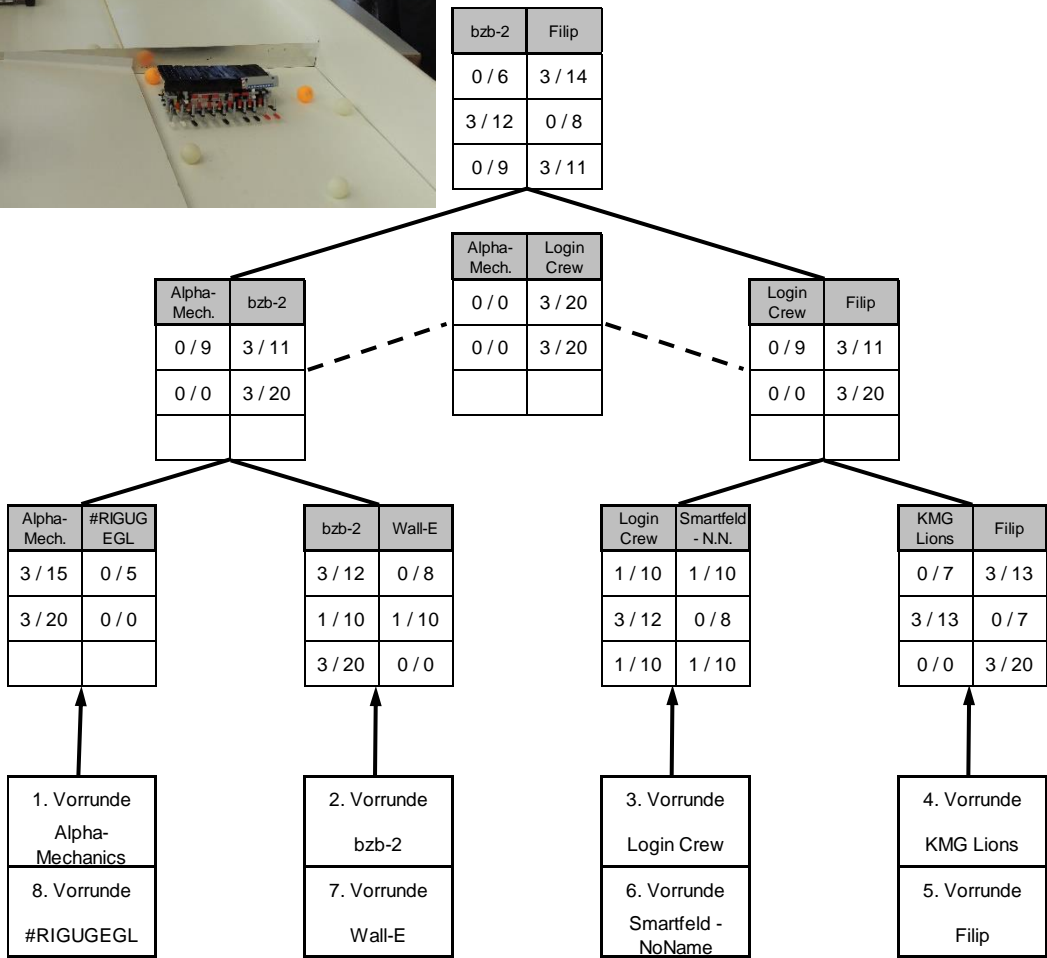 bzb-2 Filip
0 / 6 3 / 14
3 / 12 0 / 8
0 / 9 3 / 11
Alpha- Login
Mech. Crew
0 / 0 3 / 20
0 / 0 3 / 20
Alpha-
Mech. bzb-2
0 / 9 3 / 11
0 / 0 3 / 20
Login
Crew Filip
0 / 9 3 / 11
0 / 0 3 / 20
Alpha- #RIGUG
Mech. EGL
3 / 15 0 / 5
3 / 20 0 / 0
bzb-2 Wall-E
3 / 12 0 / 8
1 / 10 1 / 10
3 / 20 0 / 0
Login Smartfeld
Crew - N.N.
1 / 10 1 / 10
3 / 12 0 / 8
1 / 10 1 / 10
KMG
Lions Filip
0 / 7 3 / 13
3 / 13 0 / 7
0 / 0 3 / 20
1. Vorrunde
Alpha-
Mechanics
8. Vorrunde
#RIGUGEGL
2. Vorrunde
bzb-2
7. Vorrunde
Wall-E
3. Vorrunde
Login Crew
6. Vorrunde
Smartfeld -
NoName
4. Vorrunde
KMG Lions
5. Vorrunde
Filip